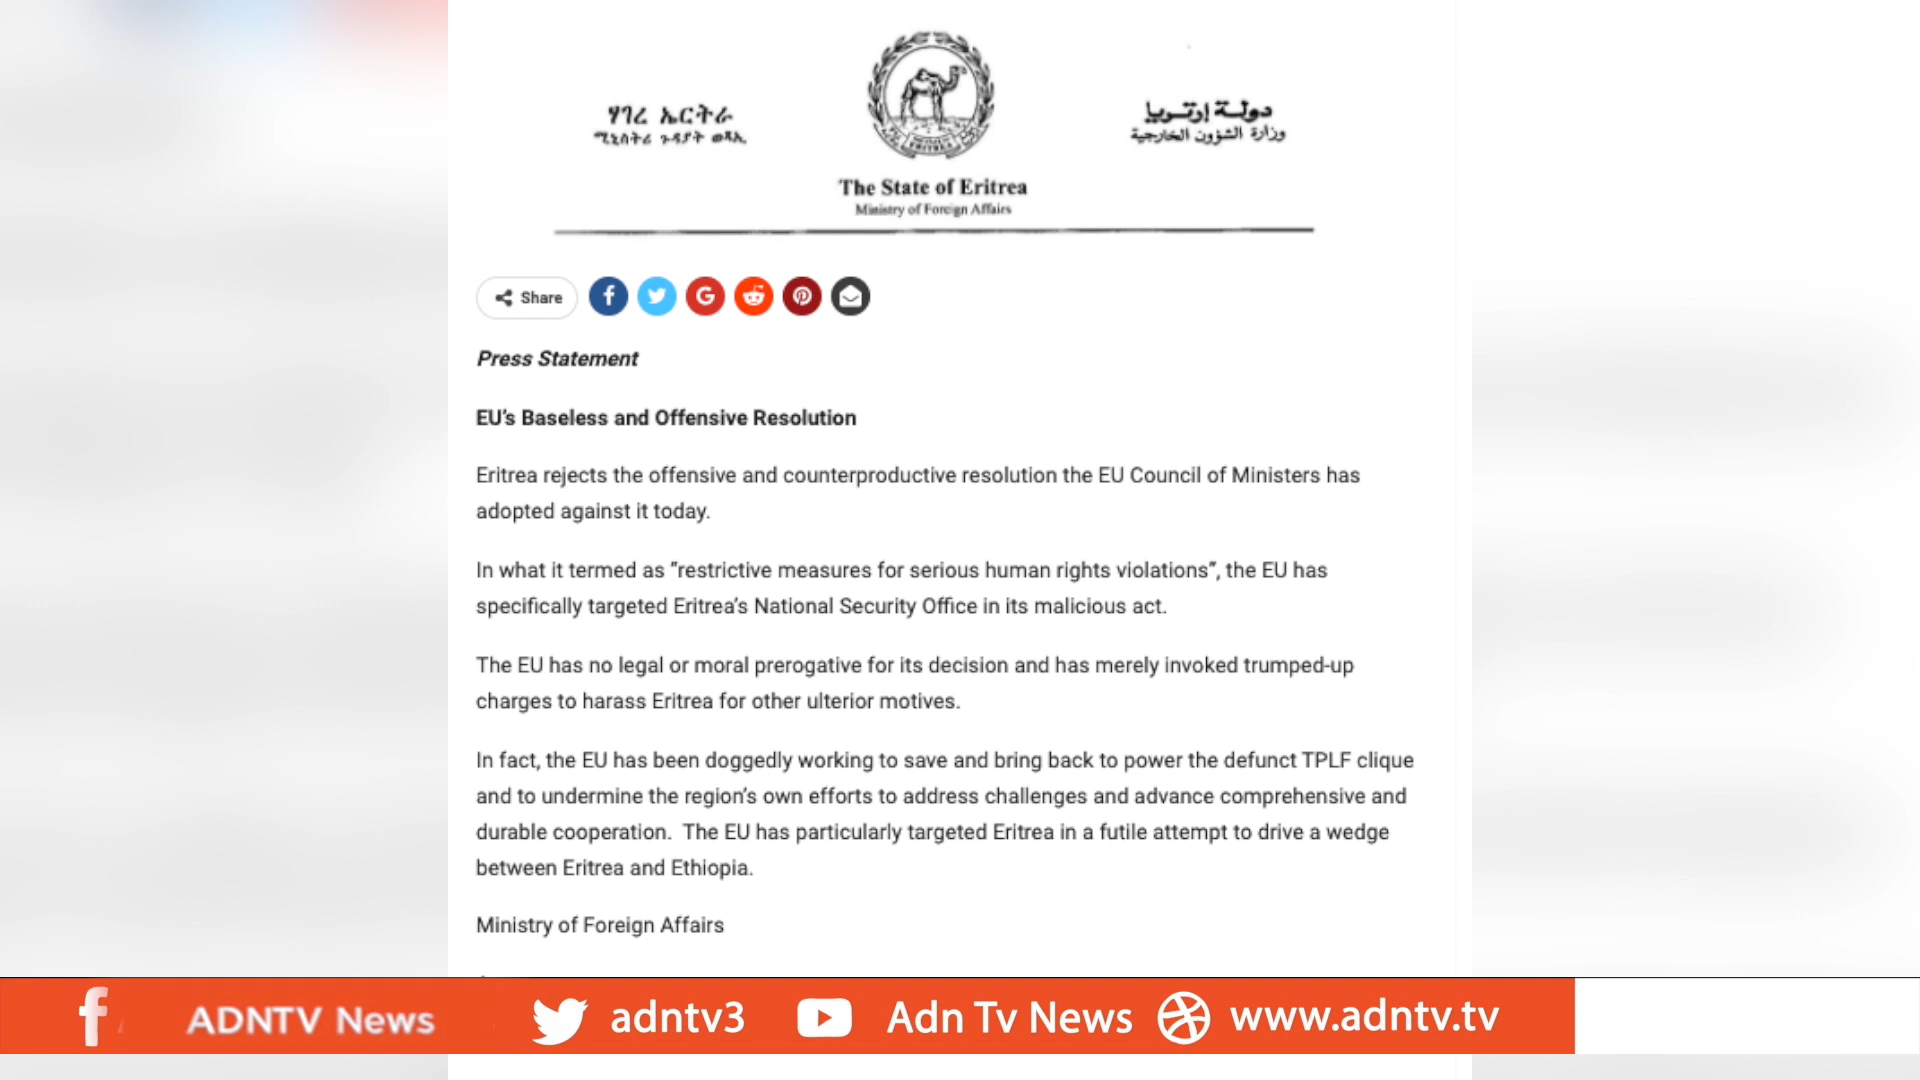 ሃገረ ኤርትራ
ሚኒስትሪ ጉዳያት ወጻኢ
دولـة إرتـريا
وزارة الشؤون الخارجية
ERITREA
The State of Eritrea
Ministry of Foreign Affairs
Share
Press Statement
EU’s Baseless and Offensive Resolution
Eritrea rejects the offensive and counterproductive resolution the EU Council of Ministers has
adopted against it today.
In what it termed as “restrictive measures for serious human rights violations”, the EU has
specifically targeted Eritrea’s National Security Office in its malicious act.
The EU has no legal or moral prerogative for its decision and has merely invoked trumped-up
charges to harass Eritrea for other ulterior motives.
In fact, the EU has been doggedly working to save and bring back to power the defunct TPLF clique
and to undermine the region’s own efforts to address challenges and advance comprehensive and
durable cooperation.  The EU has particularly targeted Eritrea in a futile attempt to drive a wedge
between Eritrea and Ethiopia.
Ministry of Foreign Affairs
ADNTV News
adntv3
Adn Tv News
www.adntv.tv